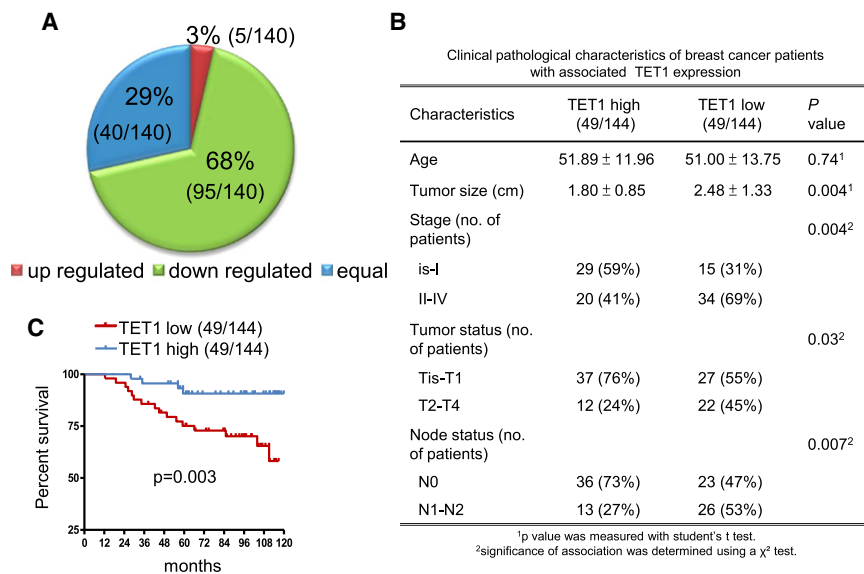 A
3% (5/140)
29%
(40/140)
68%
(95/140)
up regulated down regulated equal
B
Clinical pathological characteristics of breast cancer patients
with associated TET1 expression
Characteristics TET1 high (49/144) TET1 low (49/144) P value
Age 51.89 ± 11.96 51.00 ± 13.75 0.74¹
Tumor size (cm) 1.80 ± 0.85 2.48 ± 1.33 0.004¹
Stage (no. of patients) 0.004²
is-I 29 (59%) 15 (31%)
II-IV 20 (41%) 34 (69%)
Tumor status (no. of patients) 0.03²
Tis-T1 37 (76%) 27 (55%)
T2-T4 12 (24%) 22 (45%)
Node status (no. of patients) 0.007²
N0 36 (73%) 23 (47%)
N1-N2 13 (27%) 26 (53%)
¹p value was measured with student's t test.
²significance of association was determined using a χ² test.
C
TET1 low (49/144)
TET1 high (49/144)
Percent survival
100
75
50
25
p=0.003
0 12 24 36 48 60 72 84 96 108 120
months